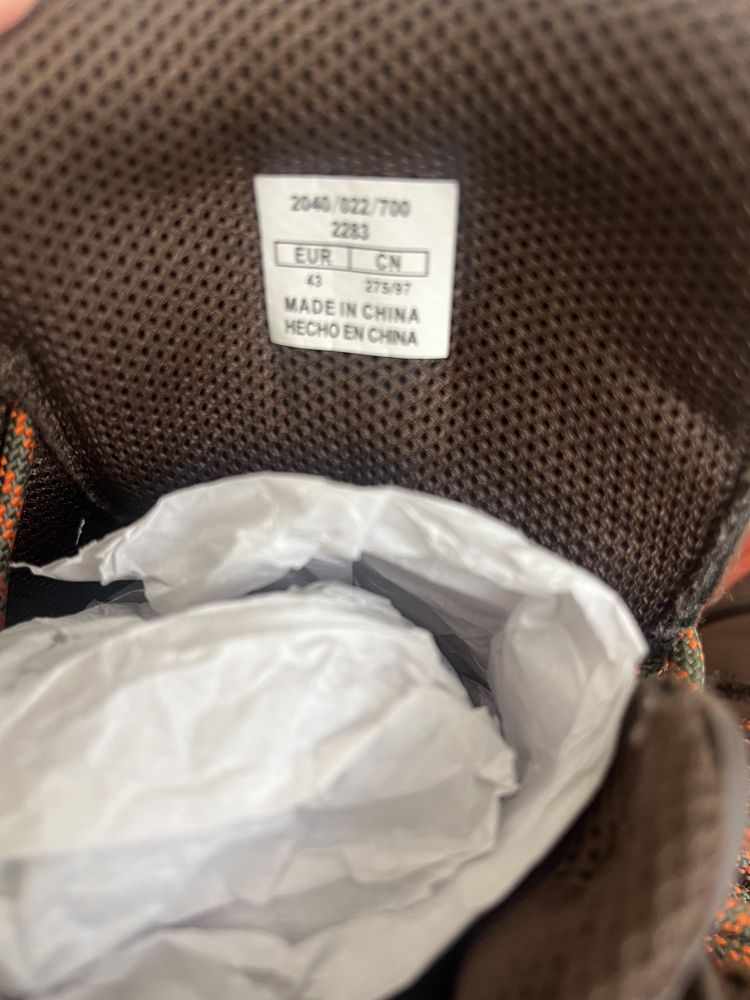 2040/022/700
2283
EUR CN
43 275/97
MADE IN CHINA
HECHO EN CHINA